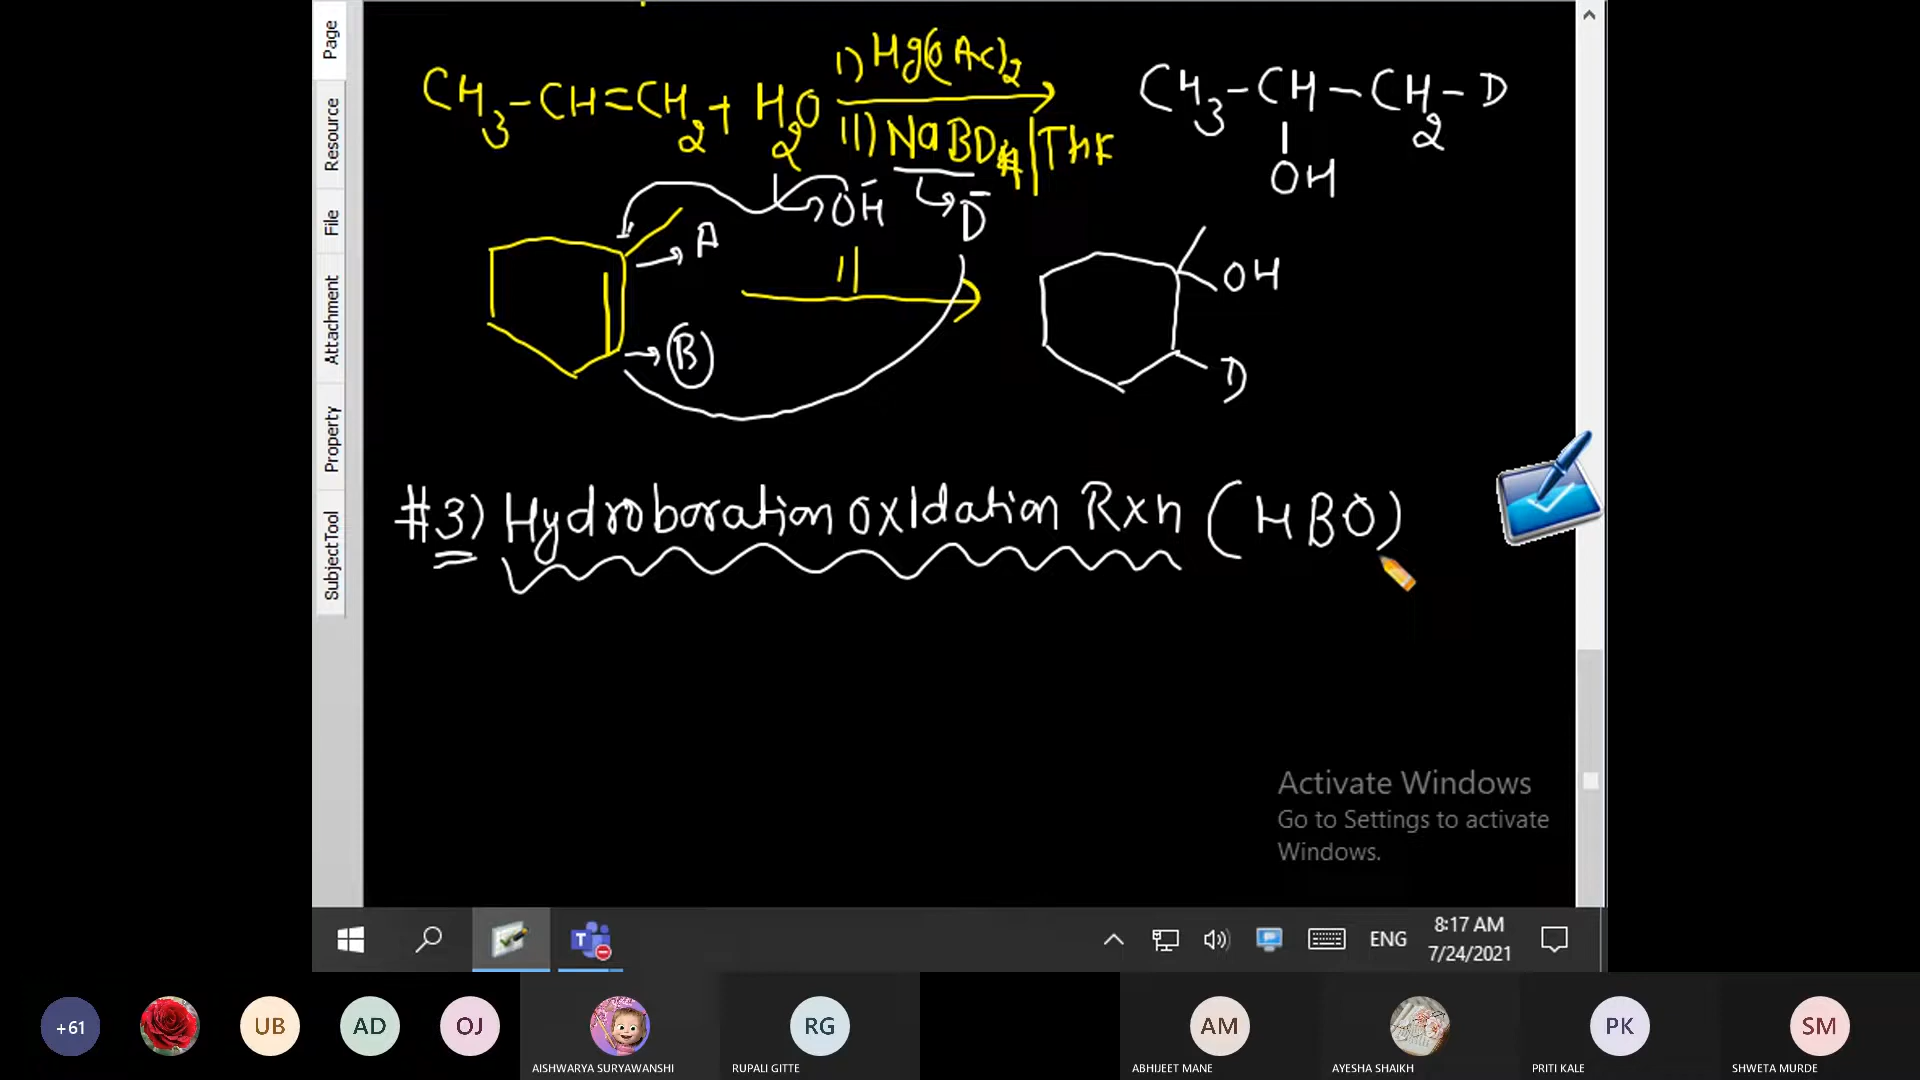 Page
Resource
File
Attachment
Property
SubjectTool
CH3-CH=CH2 + H2O I) Hg(OAc)2
II) NaBD4 | THF
CH3-CH-CH2-D
OH
OH⁻ D⁻
A
B
OH
D
#3) Hydroboration oxidation Rxn (HBO)
Activate Windows
Go to Settings to activate
Windows.
ENG
8:17 AM
7/24/2021
+61
UB
AD
OJ
AISHWARYA SURYAWANSHI
RG
RUPALI GITTE
AM
ABHIJEET MANE
AYESHA SHAIKH
PK
PRITI KALE
SM
SHWETA MURDE